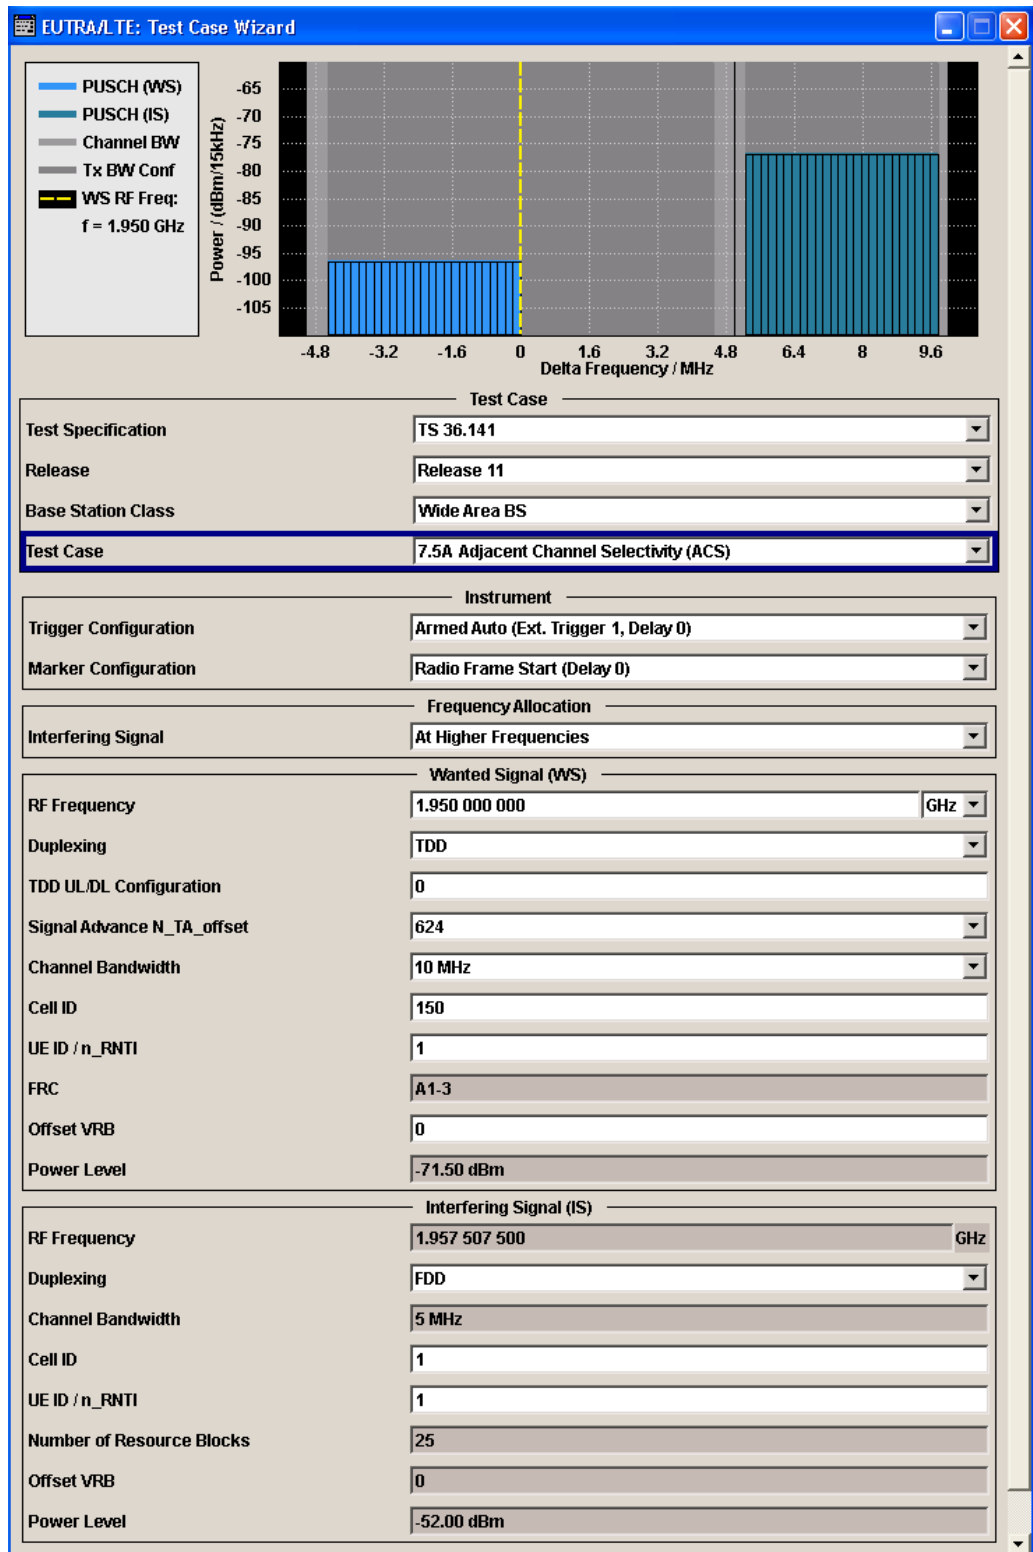 EUTRA/LTE: Test Case Wizard
PUSCH (WS)
PUSCH (IS)
Channel BW
Tx BW Conf
WS RF Freq:
f = 1.950 GHz
Power / (dBm/15kHz)
-65
-70
-75
-80
-85
-90
-95
-100
-105
-4.8 -3.2 -1.6 0 1.6 3.2 4.8 6.4 8 9.6
Delta Frequency / MHz
Test Case
Test Specification TS 36.141
Release Release 11
Base Station Class Wide Area BS
Test Case 7.5A Adjacent Channel Selectivity (ACS)
Instrument
Trigger Configuration Armed Auto (Ext. Trigger 1, Delay 0)
Marker Configuration Radio Frame Start (Delay 0)
Frequency Allocation
Interfering Signal At Higher Frequencies
Wanted Signal (WS)
RF Frequency 1.950 000 000 GHz
Duplexing TDD
TDD UL/DL Configuration 0
Signal Advance N_TA_offset 624
Channel Bandwidth 10 MHz
Cell ID 150
UE ID / n_RNTI 1
FRC A1-3
Offset VRB 0
Power Level -71.50 dBm
Interfering Signal (IS)
RF Frequency 1.957 507 500 GHz
Duplexing FDD
Channel Bandwidth 5 MHz
Cell ID 1
UE ID / n_RNTI 1
Number of Resource Blocks 25
Offset VRB 0
Power Level -52.00 dBm